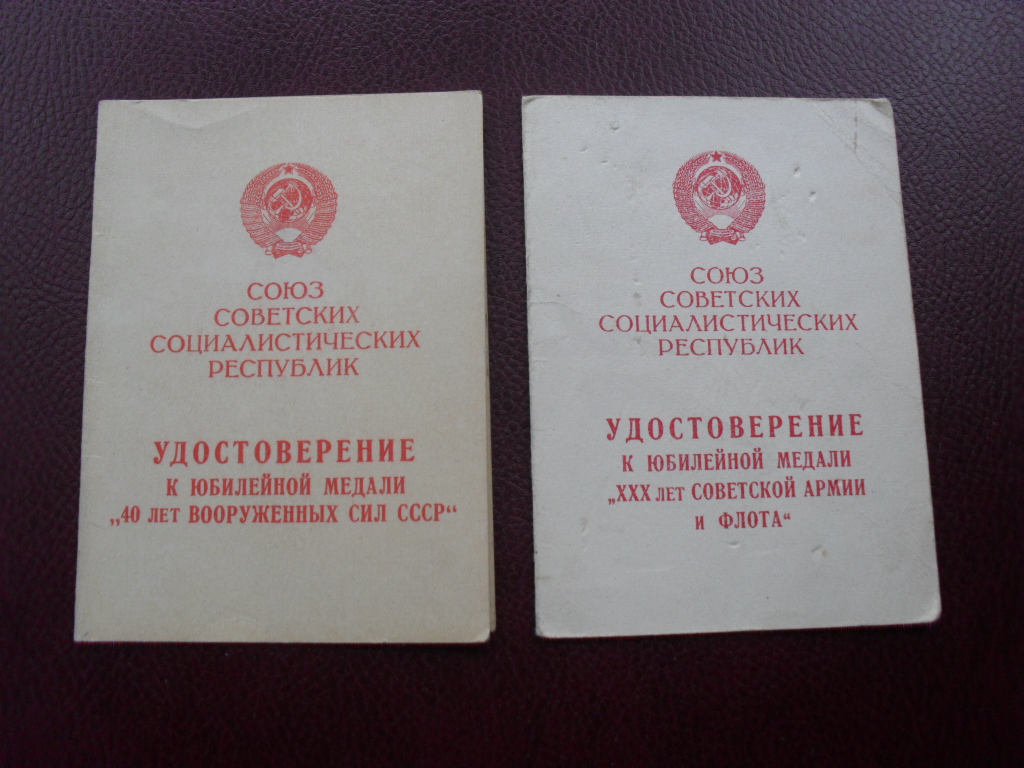 СОЮЗ
СОВЕТСКИХ
СОЦИАЛИСТИЧЕСКИХ
РЕСПУБЛИК
УДОСТОВЕРЕНИЕ
К ЮБИЛЕЙНОЙ МЕДАЛИ
„40 ЛЕТ ВООРУЖЕННЫХ СИЛ СССР“
СОЮЗ
СОВЕТСКИХ
СОЦИАЛИСТИЧЕСКИХ
РЕСПУБЛИК
УДОСТОВЕРЕНИЕ
К ЮБИЛЕЙНОЙ МЕДАЛИ
„XXX ЛЕТ СОВЕТСКОЙ АРМИИ
И ФЛОТА“